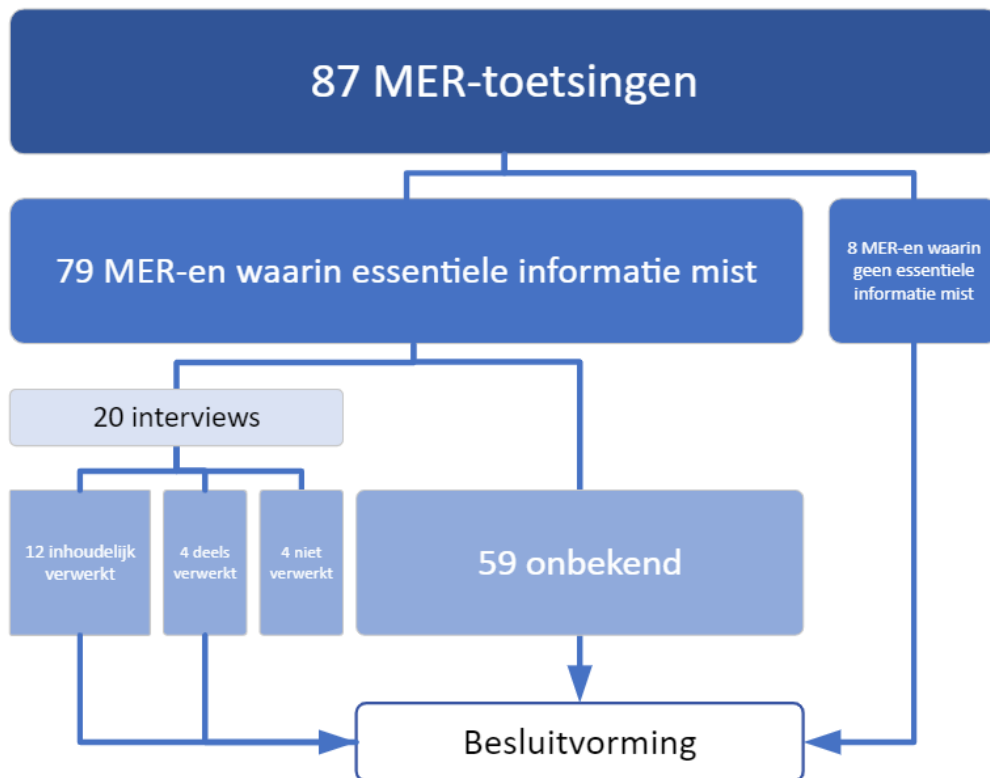 87 MER-toetsingen
79 MER-en waarin essentiele informatie mist
8 MER-en waarin
geen essentiele
informatie mist
20 interviews
12 inhoudelijk
verwerkt
4 deels
verwerkt
4 niet
verwerkt
59 onbekend
Besluitvorming